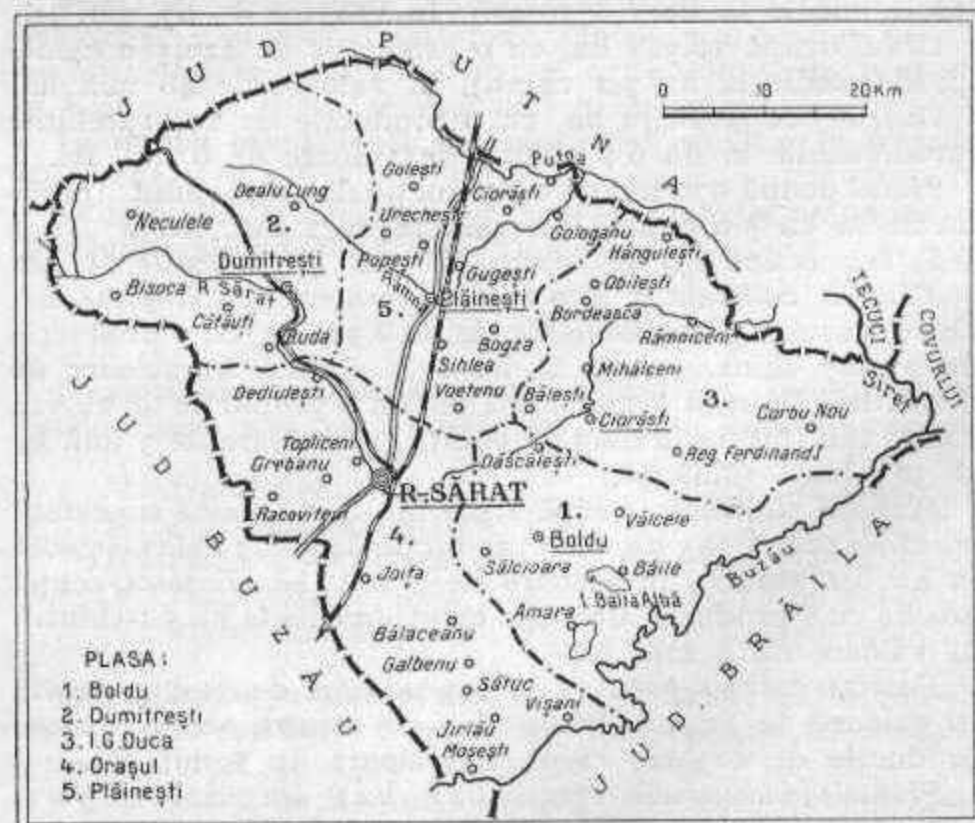 JUD PUTNA
0 10 20 Km
Golești
Putna
Dealu Lung
Ciorăști
Neculele
2.
Urechești
Gologanu
Hângulești
Dumitrești
Popești
Gugești
Obilești
TECUCI
COVURLUI
Bisoca
R Sărat
Râmna
Plăinești
Bordeasca
Râmniceni
Cătăuți
5.
Bogza
Buda
Sihlea
Mihălceni
Siret
Dediulești
Voetenu
Bălești
3.
Corbu Nou
Ciorăști
Topliceni
Dăscălești
Reg. Ferdinand I
Grebanu
R-SĂRAT
Racovițeni
1.
Vâlcele
4.
Boldu
Buzău
Sălcioara
Băile
Joița
Balta Albă
Amara
Bălaceanu
JUD BUZĂU
JUD BRĂILA
Galbenu
PLASA:
1. Boldu
2. Dumitrești
3. I.G.Duca
4. Orașul
5. Plăinești
Sătuc
Vișani
Jirlău
Moșești